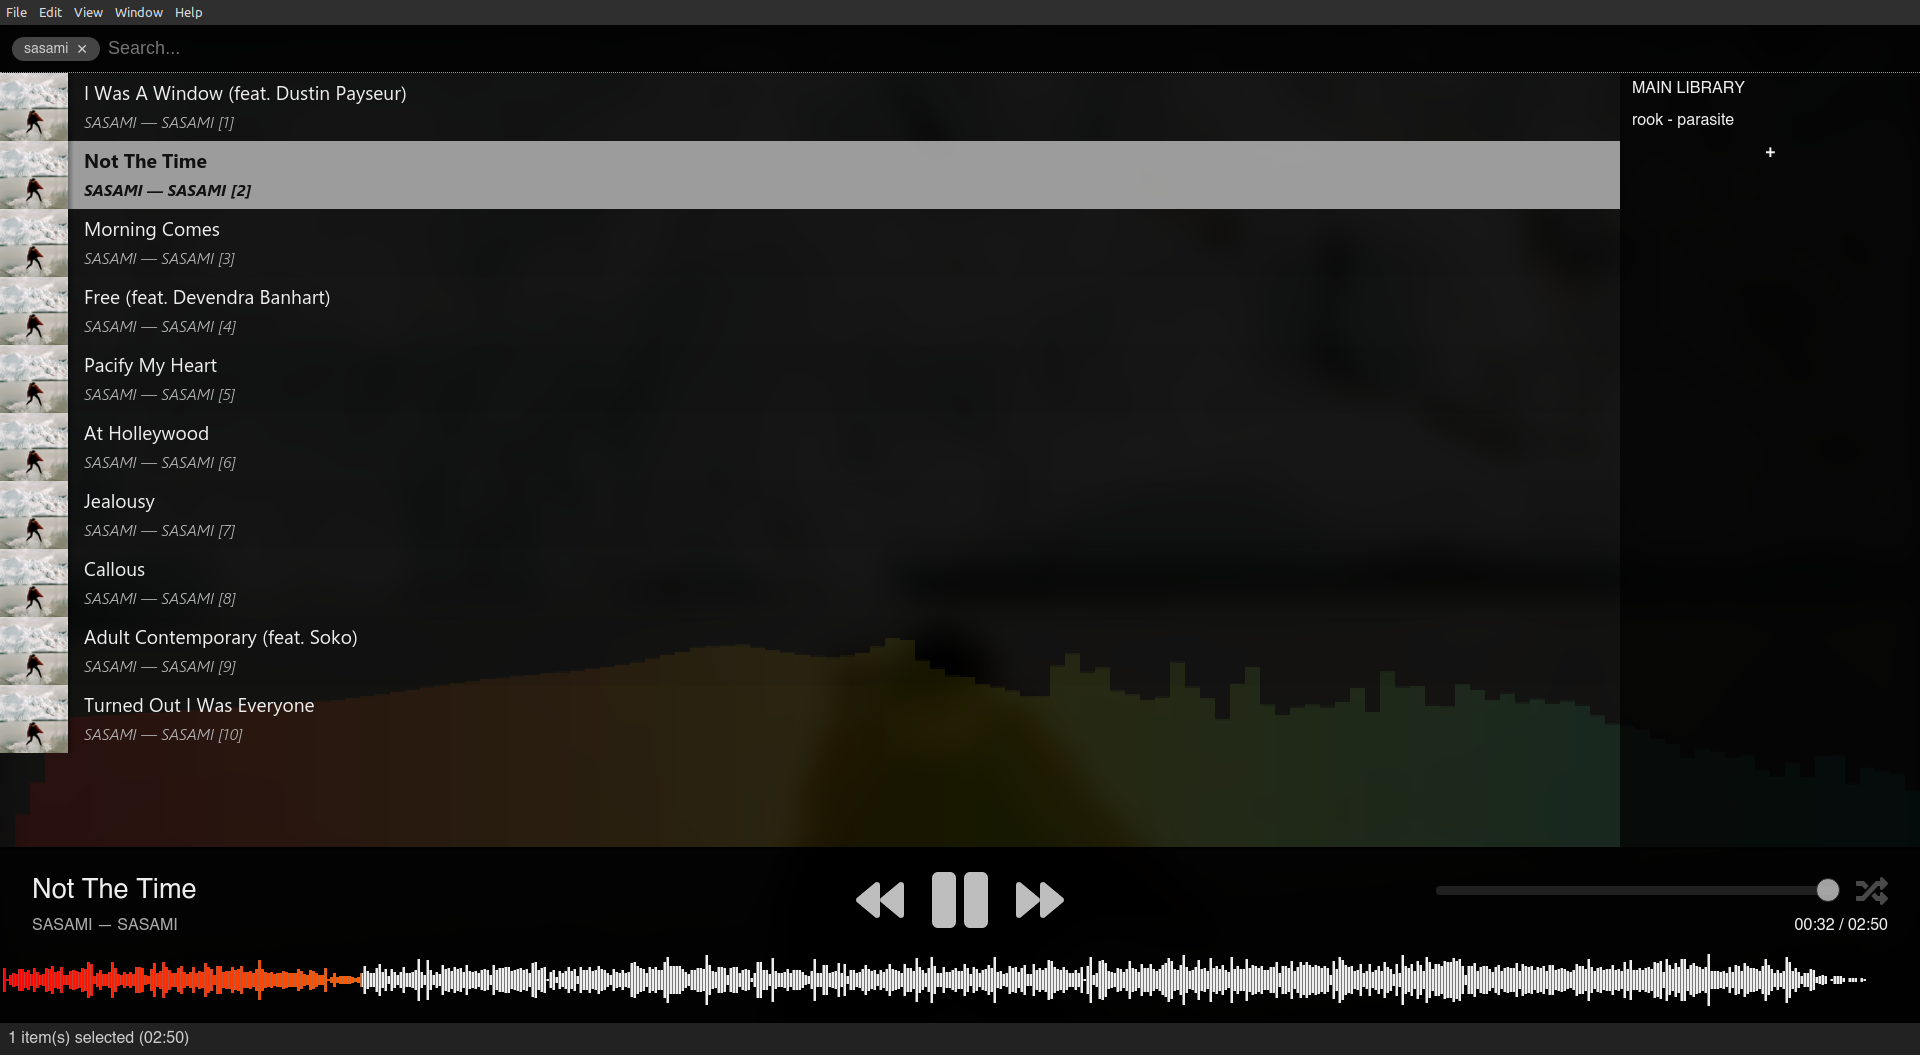 File Edit View Window Help
sasami × Search...
I Was A Window (feat. Dustin Payseur)
SASAMI — SASAMI [1]
Not The Time
SASAMI — SASAMI [2]
Morning Comes
SASAMI — SASAMI [3]
Free (feat. Devendra Banhart)
SASAMI — SASAMI [4]
Pacify My Heart
SASAMI — SASAMI [5]
At Holleywood
SASAMI — SASAMI [6]
Jealousy
SASAMI — SASAMI [7]
Callous
SASAMI — SASAMI [8]
Adult Contemporary (feat. Soko)
SASAMI — SASAMI [9]
Turned Out I Was Everyone
SASAMI — SASAMI [10]
MAIN LIBRARY
rook - parasite
+
Not The Time
SASAMI — SASAMI
00:32 / 02:50
1 item(s) selected (02:50)